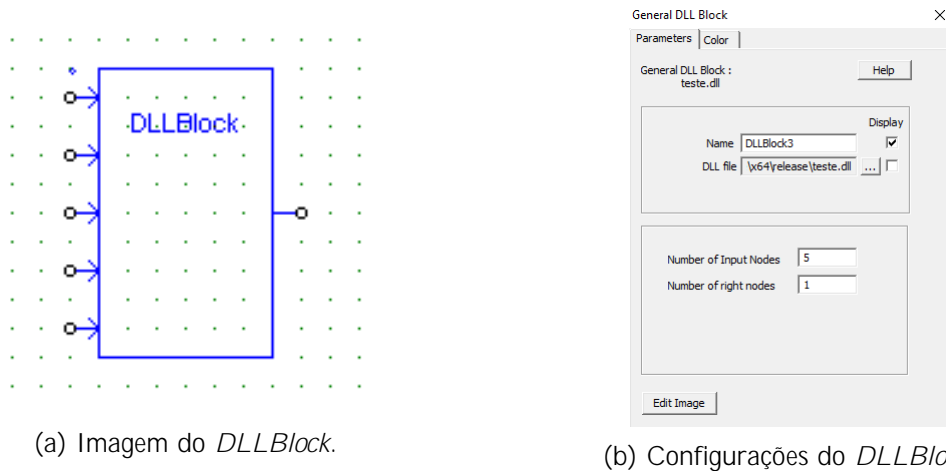 DLLBlock
(a) Imagem do DLLBlock.
General DLL Block
Parameters
Color
General DLL Block :
teste.dll
Help
Display
Name
DLLBlock3
DLL file
\x64\release\teste.dll
...
Number of Input Nodes
5
Number of right nodes
1
Edit Image
(b) Configurações do DLLBlo